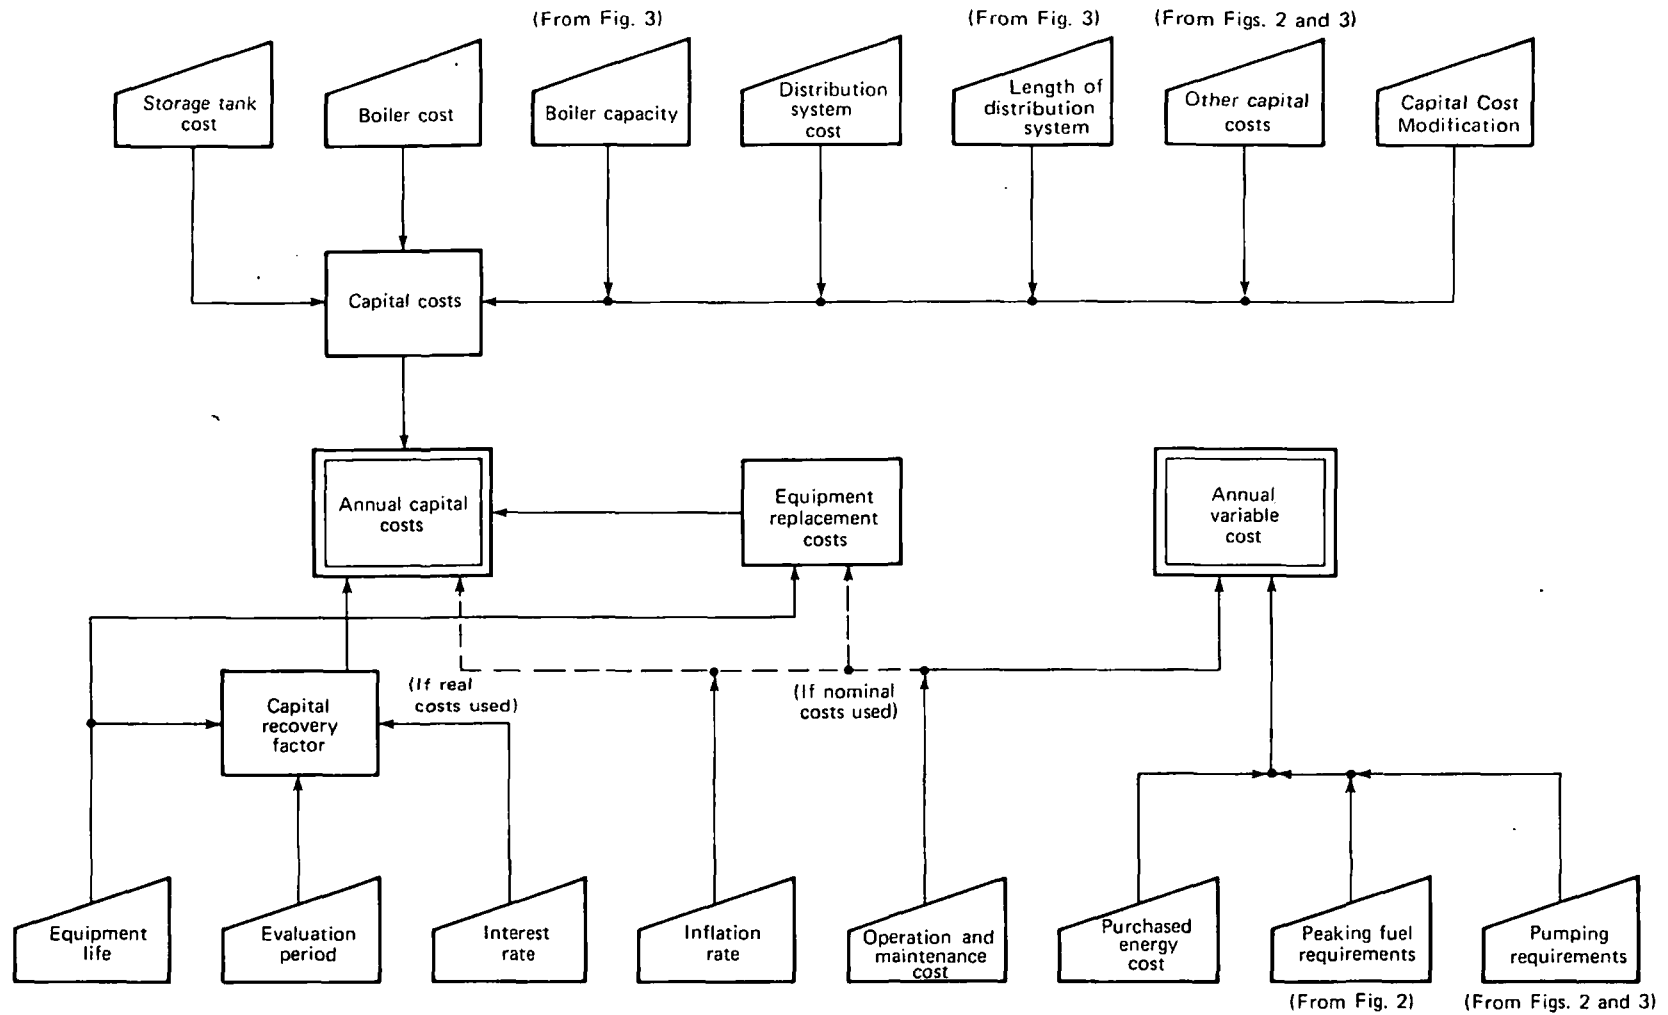 (From Fig. 3)
(From Fig. 3)
(From Figs. 2 and 3)
Storage tank
cost
Boiler cost
Boiler capacity
Distribution
system
cost
Length of
distribution
system
Other capital
costs
Capital Cost
Modification
Capital costs
Annual capital
costs
Equipment
replacement
costs
Annual
variable
cost
Capital
recovery
factor
(If real
costs used)
(If nominal
costs used)
Equipment
life
Evaluation
period
Interest
rate
Inflation
rate
Operation and
maintenance
cost
Purchased
energy
cost
Peaking fuel
requirements
Pumping
requirements
(From Fig. 2)
(From Figs. 2 and 3)